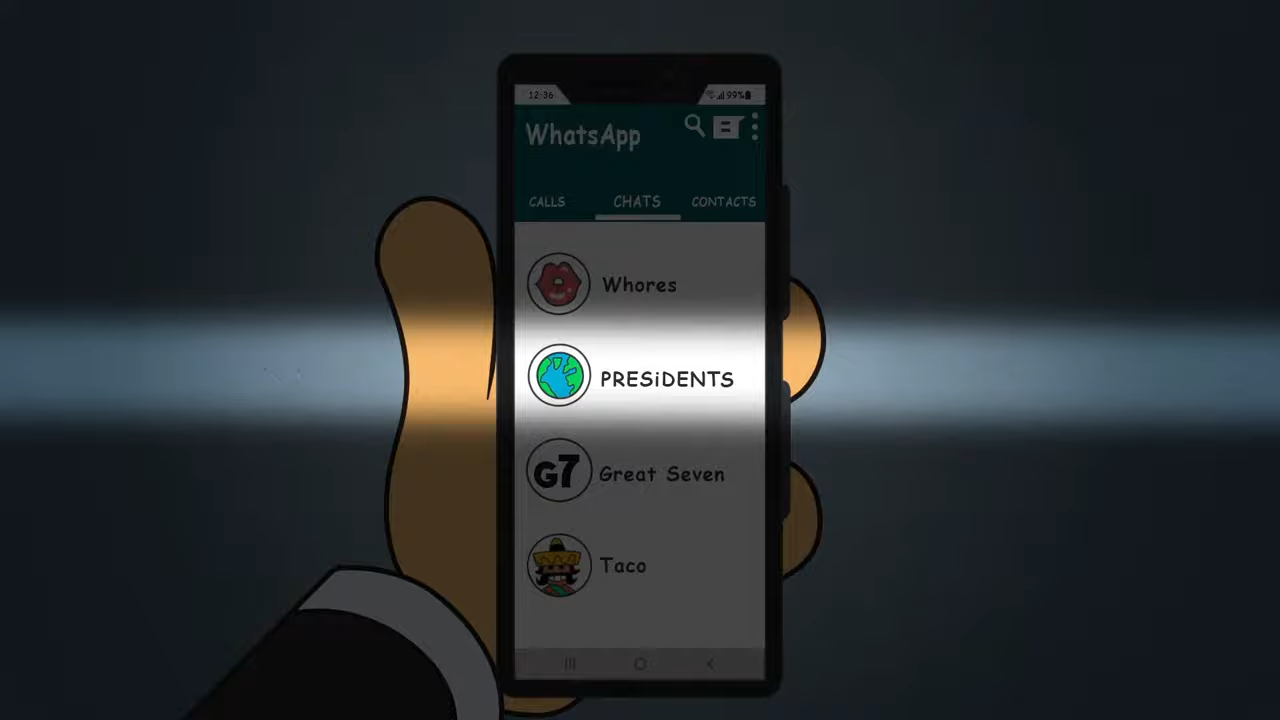 12:36 99%
WhatsApp
CALLS CHATS CONTACTS
Whores
PRESiDENTS
G7 Great Seven
Taco